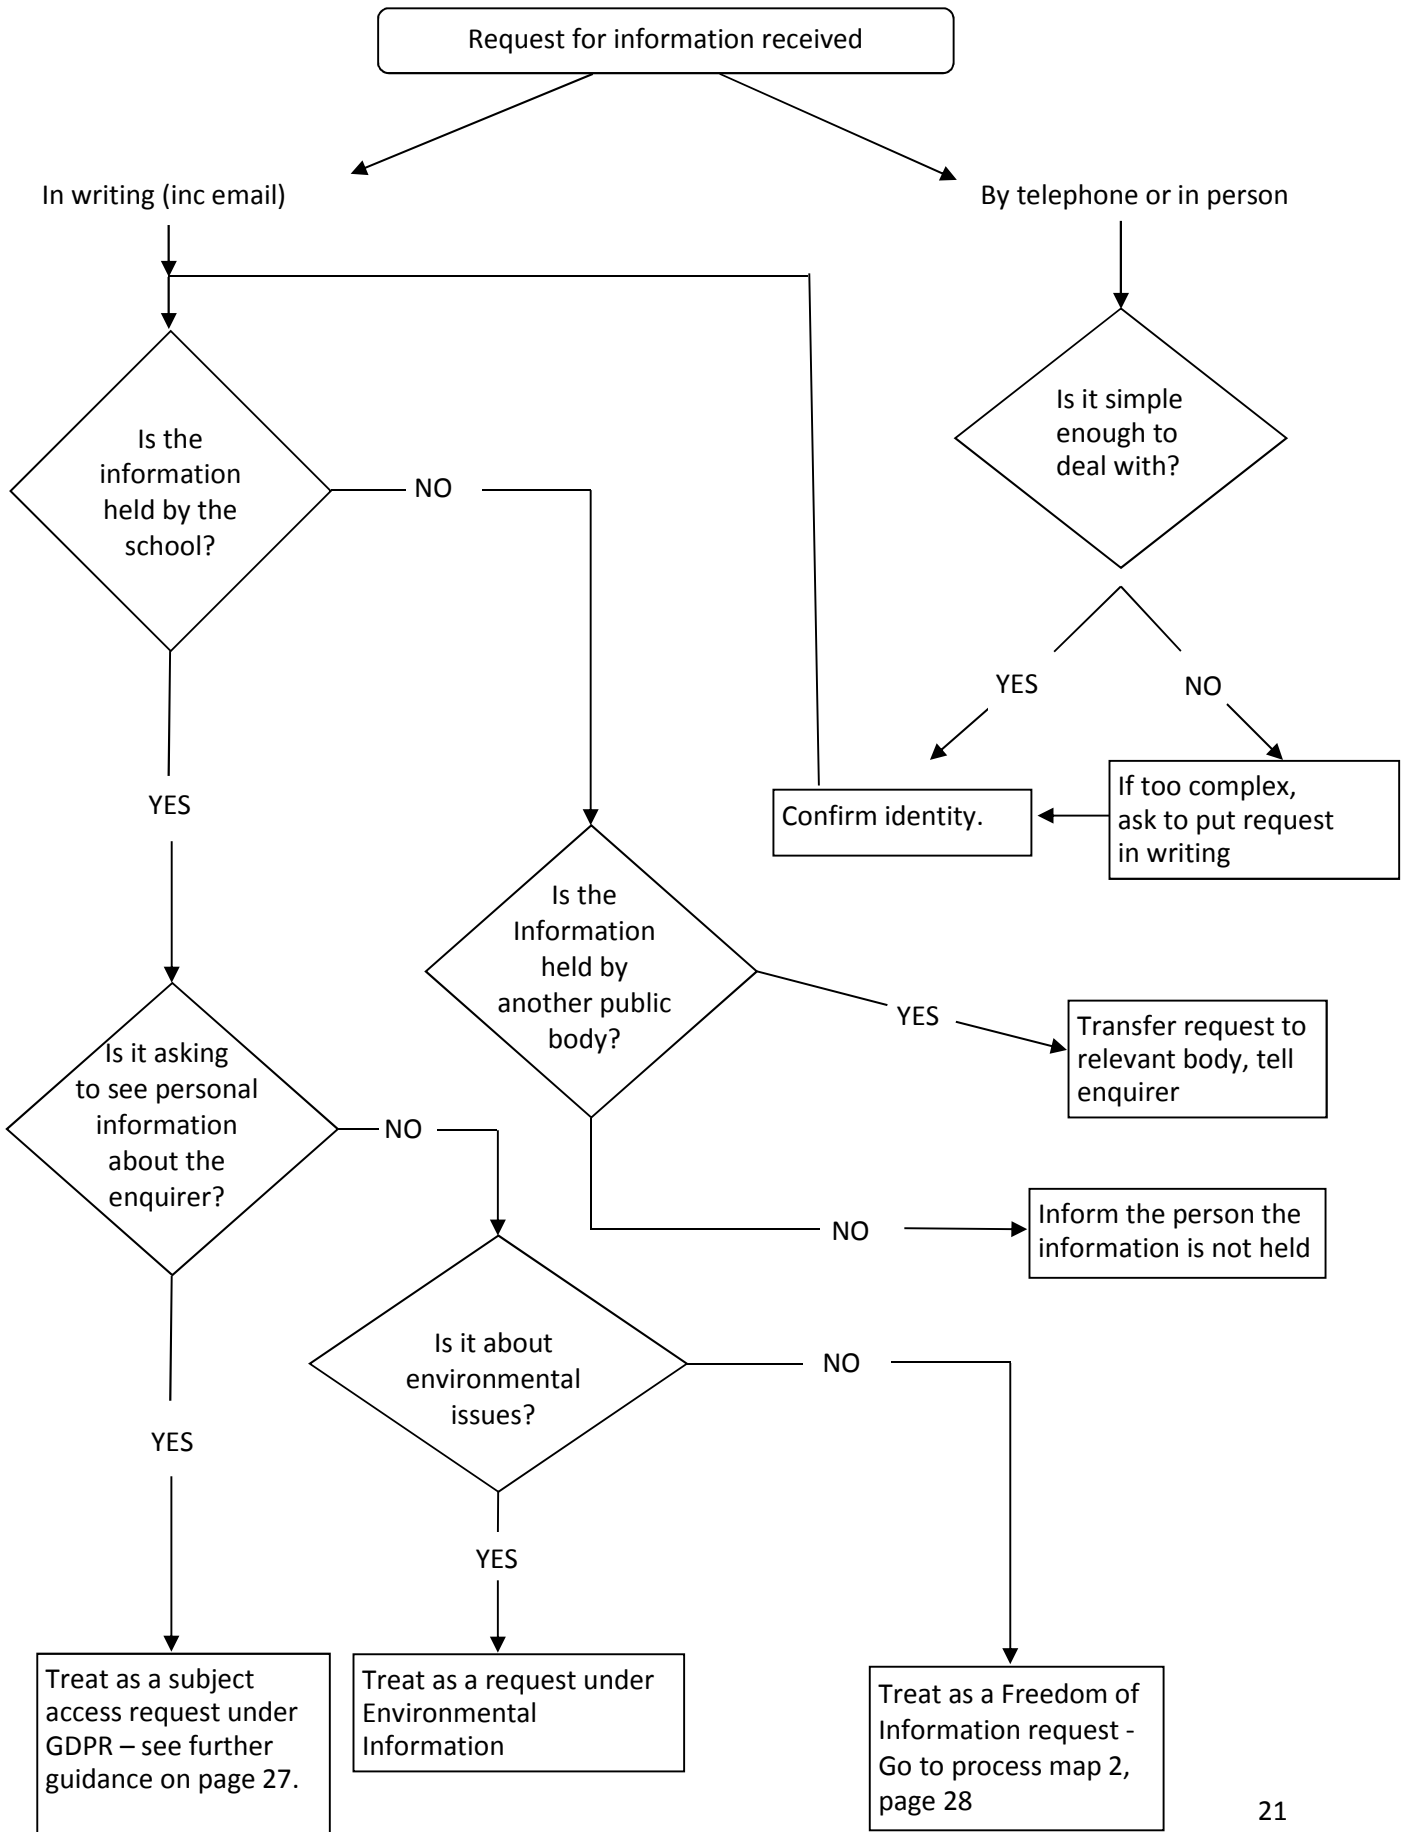 Request for information received
In writing (inc email)
By telephone or in person
Is it simple
enough to
deal with?
Is the
information
held by the
school?
NO
YES
NO
YES
If too complex,
ask to put request
in writing
Confirm identity.
Is the
Information
held by
another public
body?
YES
Transfer request to
relevant body, tell
enquirer
Is it asking
to see personal
information
about the
enquirer?
NO
NO
Inform the person the
information is not held
Is it about
environmental
issues?
NO
YES
YES
Treat as a subject
access request under
GDPR – see further
guidance on page 27.
Treat as a request under
Environmental
Information
Treat as a Freedom of
Information request -
Go to process map 2,
page 28
21